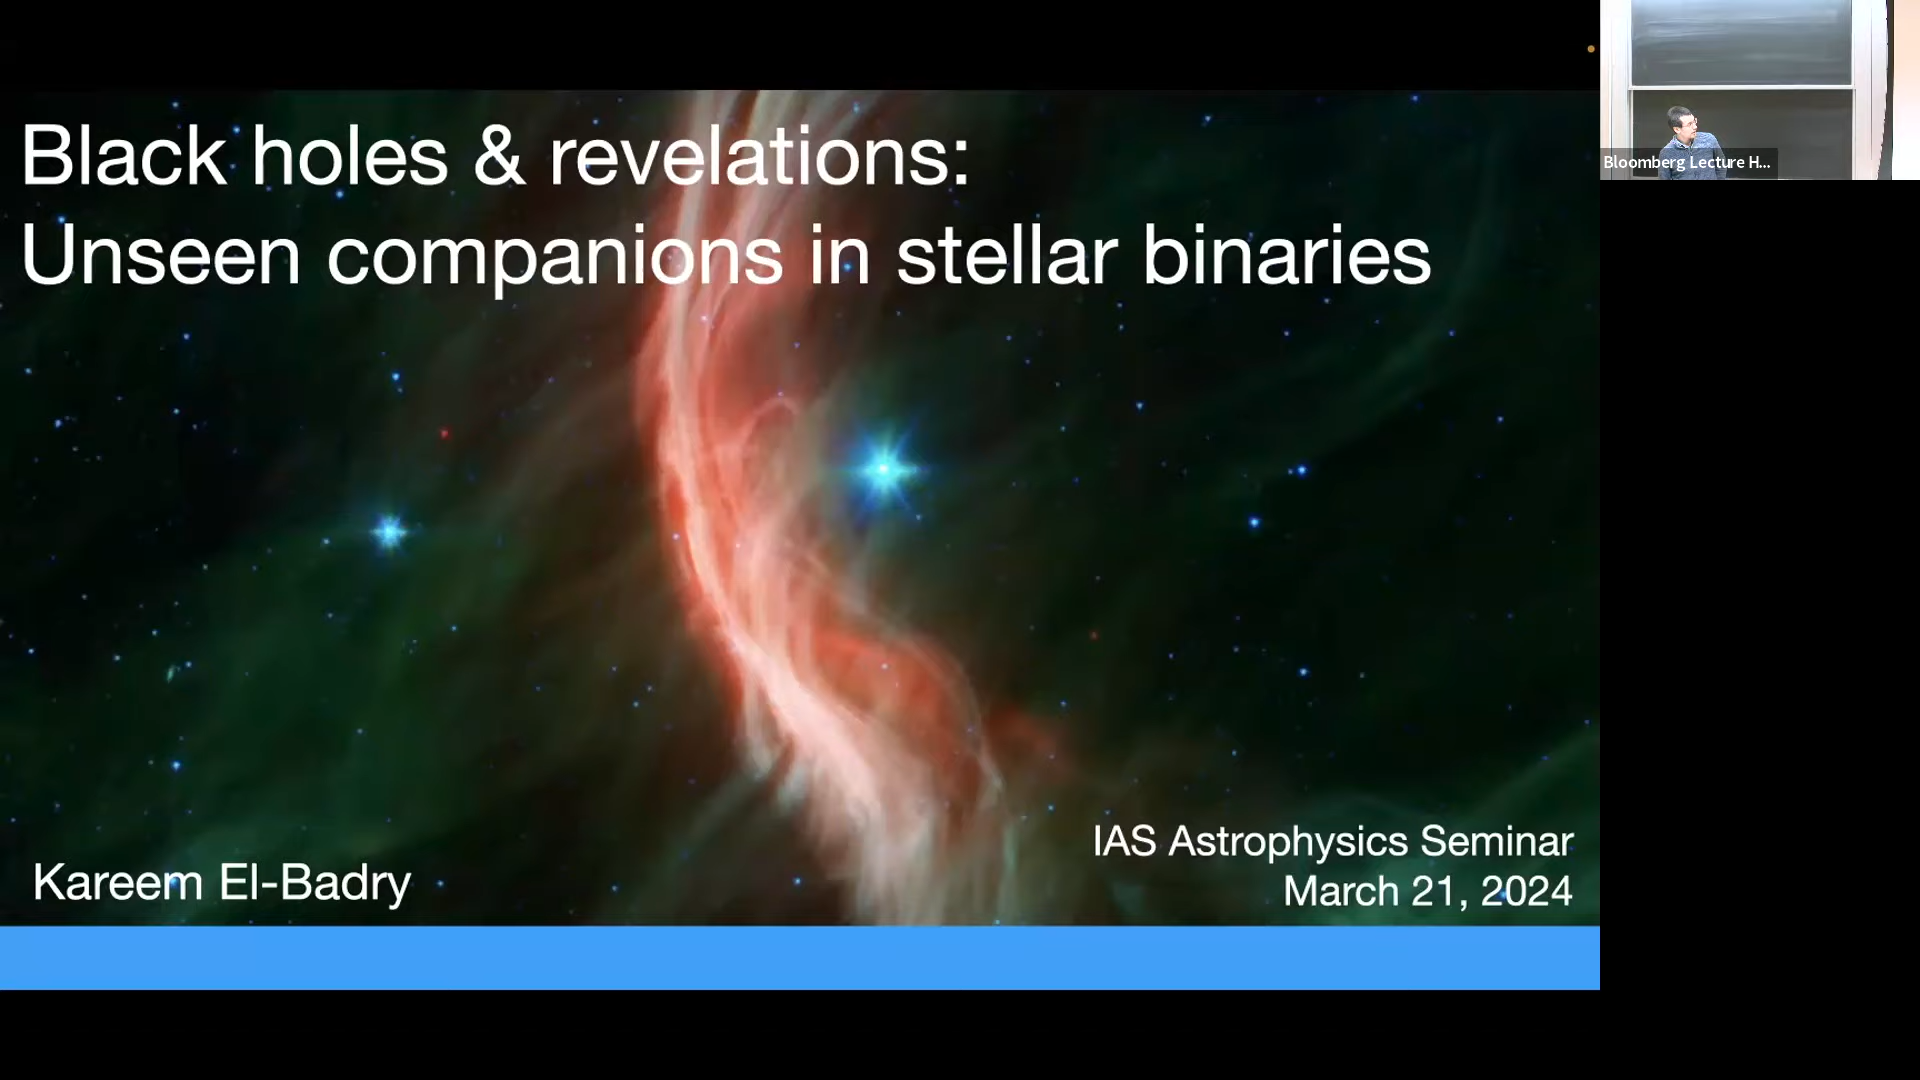 Black holes & revelations:
Unseen companions in stellar binaries
Bloomberg Lecture H...
Kareem El-Badry
IAS Astrophysics Seminar
March 21, 2024